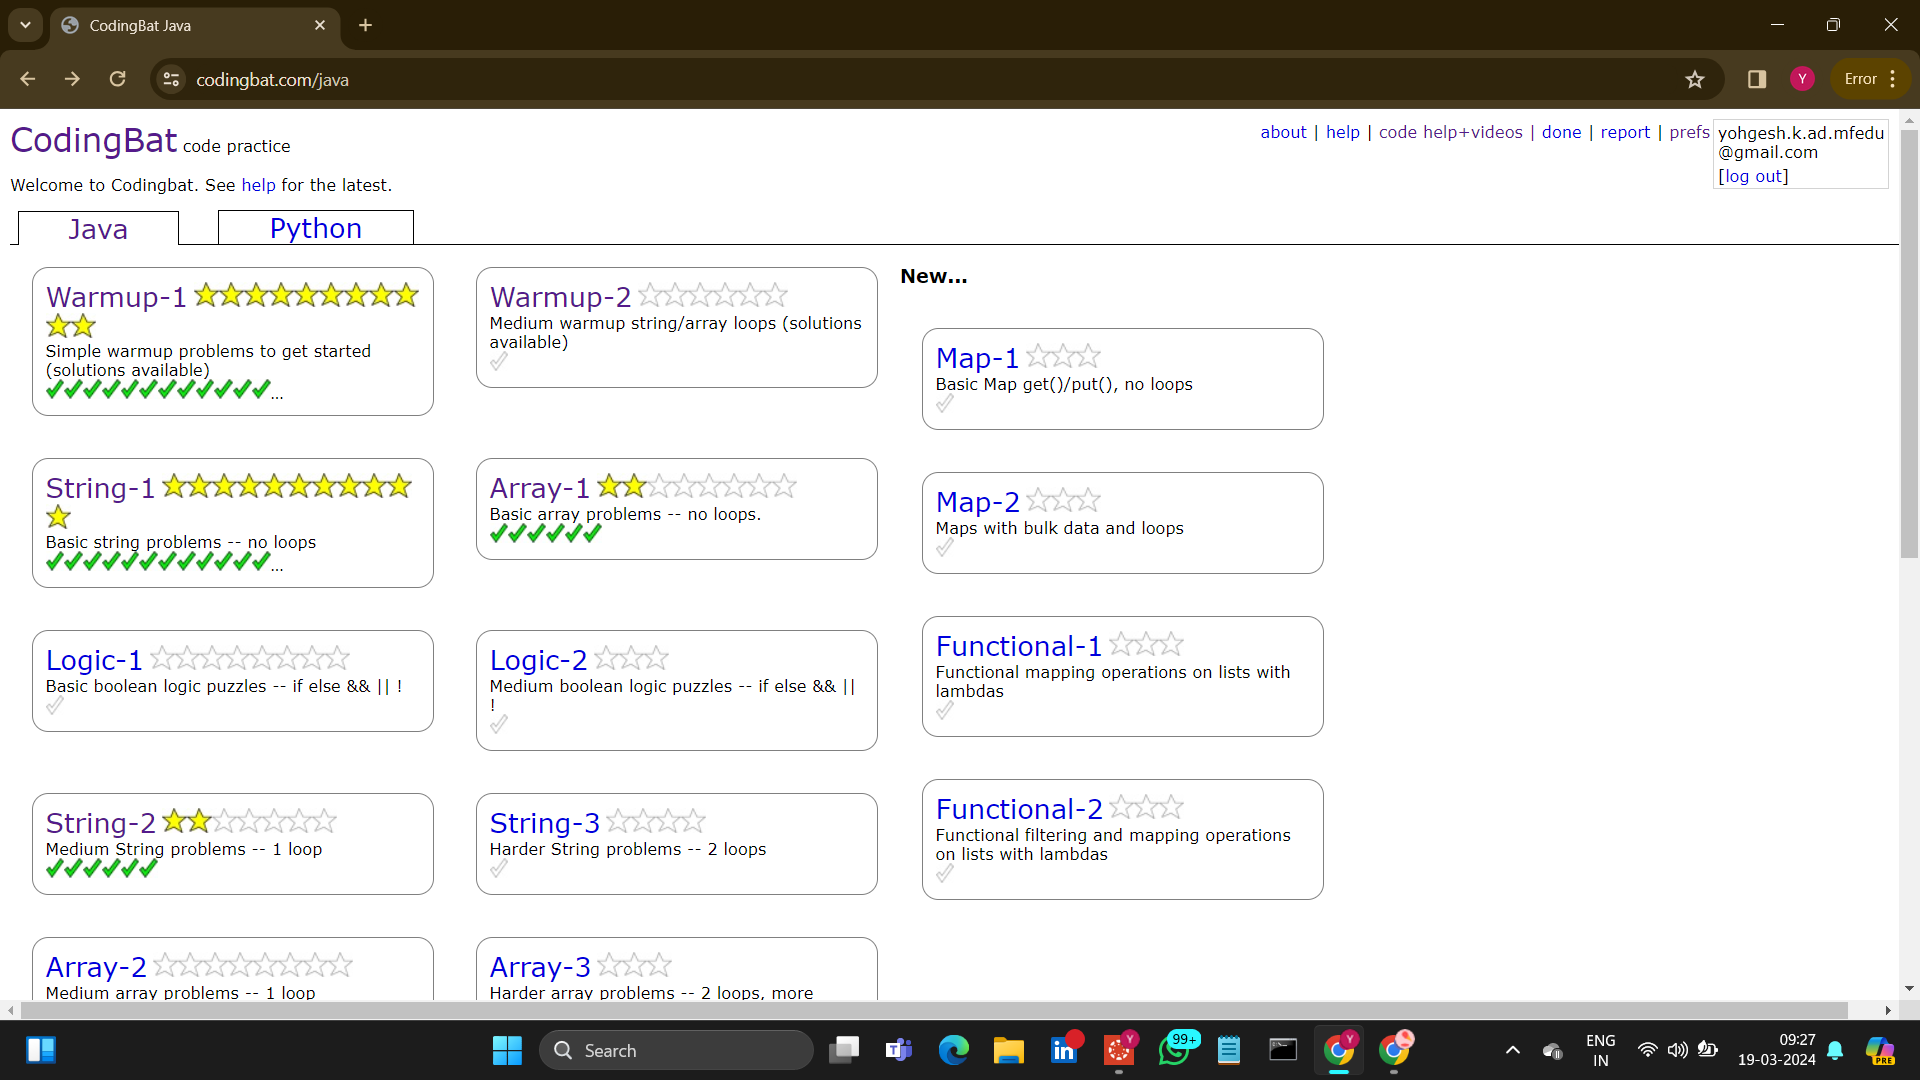 CodingBat Java
codingbat.com/java
Y
Error
CodingBat code practice
about | help | code help+videos | done | report | prefs
yohgesh.k.ad.mfedu
@gmail.com
[log out]
Welcome to Codingbat. See help for the latest.
Java
Python
Warmup-1
Simple warmup problems to get started
(solutions available)
...
Warmup-2
Medium warmup string/array loops (solutions
available)
New...
Map-1
Basic Map get()/put(), no loops
String-1
Basic string problems -- no loops
...
Array-1
Basic array problems -- no loops.
Map-2
Maps with bulk data and loops
Logic-1
Basic boolean logic puzzles -- if else && || !
Logic-2
Medium boolean logic puzzles -- if else && ||
!
Functional-1
Functional mapping operations on lists with
lambdas
String-2
Medium String problems -- 1 loop
String-3
Harder String problems -- 2 loops
Functional-2
Functional filtering and mapping operations
on lists with lambdas
Array-2
Medium array problems -- 1 loop
Array-3
Harder array problems -- 2 loops, more
Search
99+
ENG
IN
09:27
19-03-2024
PRE